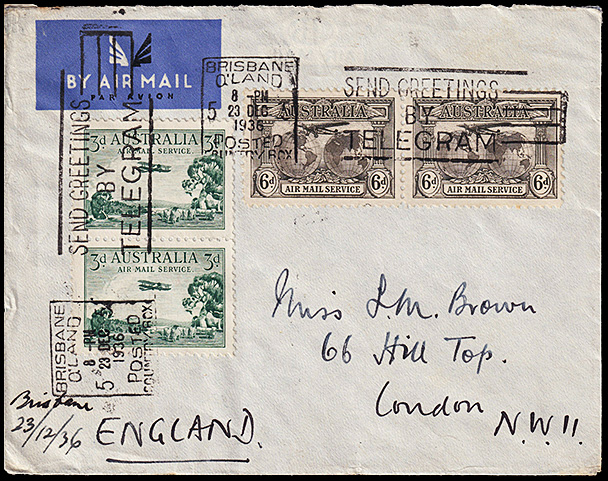 BY AIR MAIL
PAR AVION
BRISBANE
Q'LAND
8 - PM
23 DEC
5
1936
POSTED
COUNTRY BOX
SEND GREETINGS
BY
TELEGRAM
SEND GREETINGS
BY
TELEGRAM
AUSTRALIA
6d AIR MAIL SERVICE 6d
AUSTRALIA
6d AIR MAIL SERVICE 6d
AUSTRALIA
3d AIR MAIL SERVICE. 3d
AUSTRALIA
3d AIR MAIL SERVICE. 3d
BRISBANE
Q'LAND
8 - PM
23 DEC
5
1936
POSTED
COUNTRY BOX
Miss I.M. Brown
66 Hill Top.
London
N.W.11.
Brisbane
23/12/36
ENGLAND.